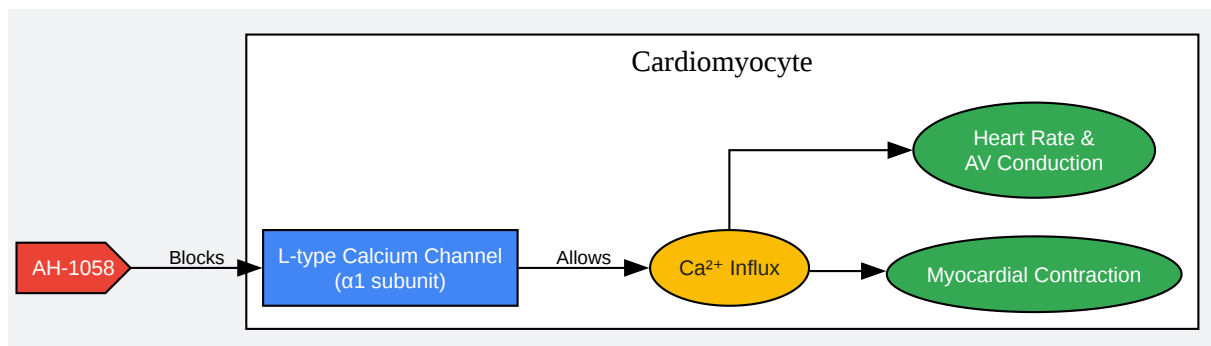 Cardiomyocyte
Heart Rate &
AV Conduction
AH-1058
Blocks
L-type Calcium Channel
(α1 subunit)
Allows
Ca²⁺ Influx
Myocardial Contraction